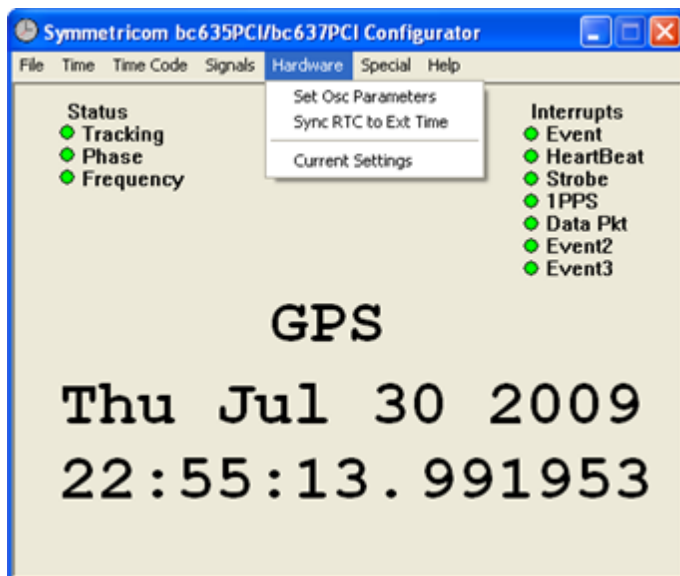 Symmetricom bc635PCI/bc637PCI Configurator
File Time Time Code Signals Hardware Special Help
Set Osc Parameters
Sync RTC to Ext Time
Current Settings
Status
Tracking
Phase
Frequency
Interrupts
Event
HeartBeat
Strobe
1PPS
Data Pkt
Event2
Event3
GPS
Thu Jul 30 2009
22:55:13.991953